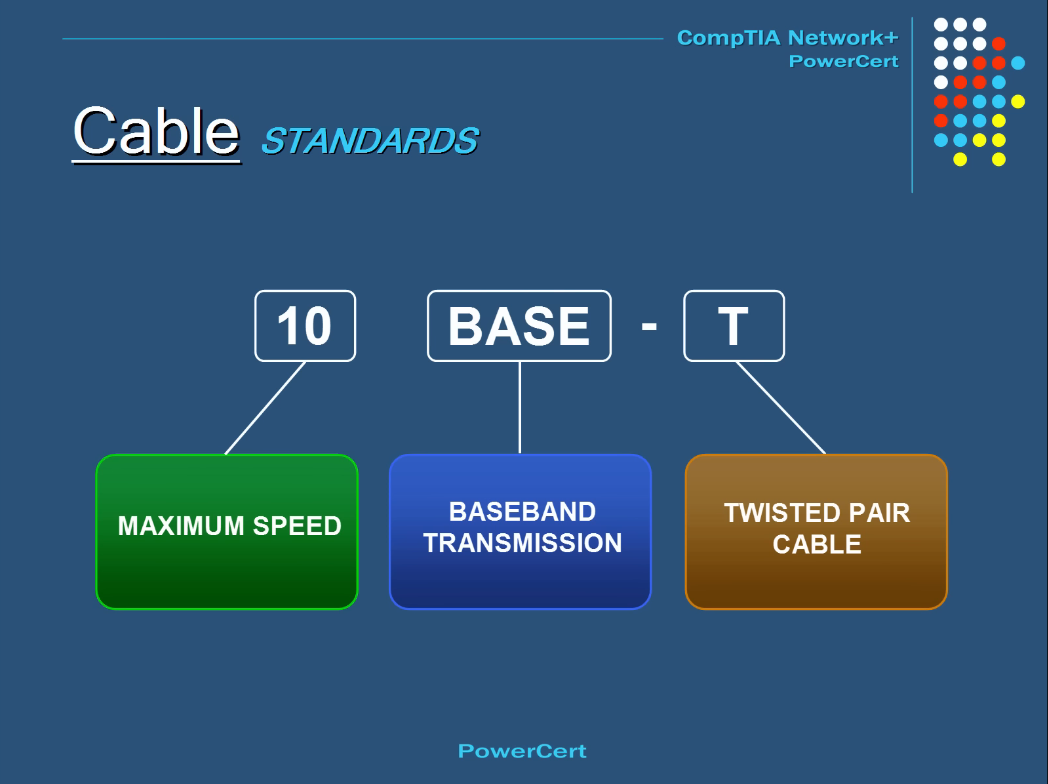 CompTIA Network+
PowerCert
Cable STANDARDS
10 BASE - T
MAXIMUM SPEED
BASEBAND
TRANSMISSION
TWISTED PAIR
CABLE
PowerCert